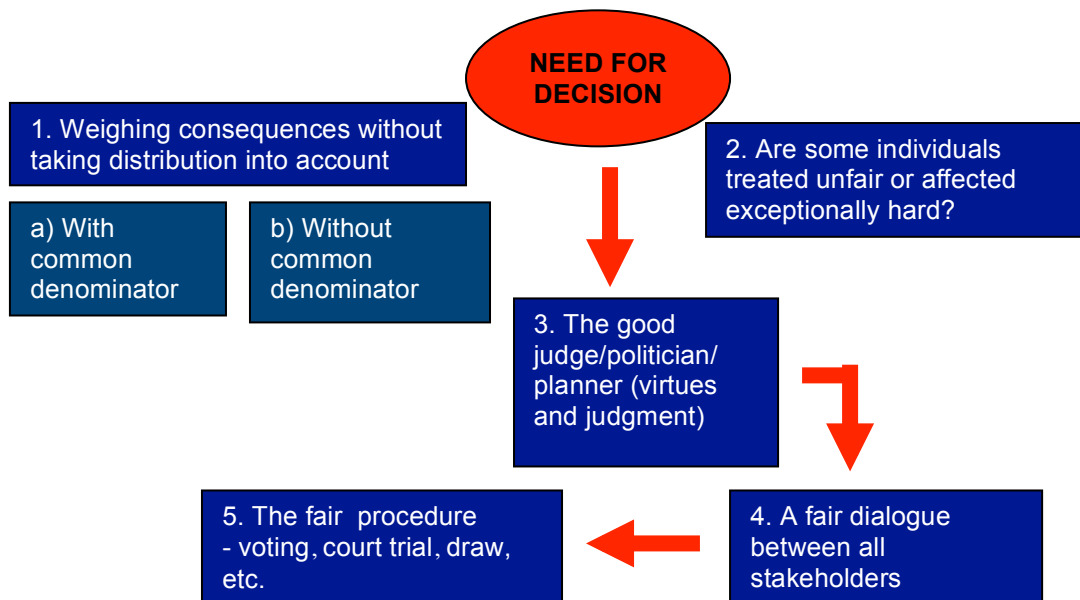 NEED FOR
DECISION
1. Weighing consequences without
taking distribution into account
2. Are some individuals
treated unfair or affected
exceptionally hard?
a) With
common
denominator
b) Without
common
denominator
3. The good
judge/politician/
planner (virtues
and judgment)
4. A fair dialogue
between all
stakeholders
5. The fair procedure
- voting, court trial, draw,
etc.